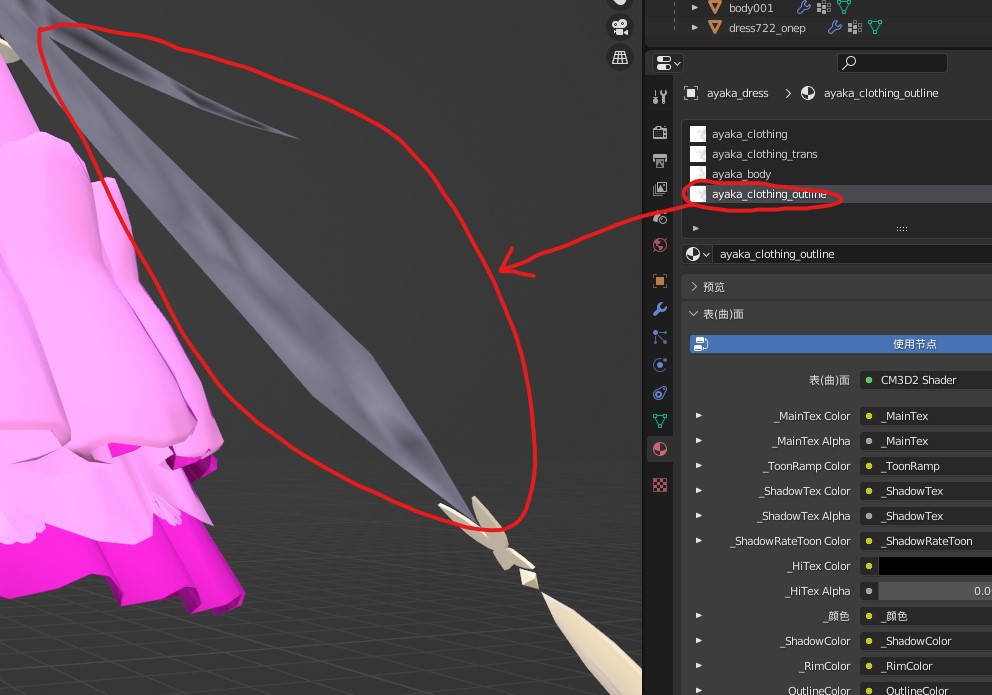 body001
dress722_onep
ayaka_dress ayaka_clothing_outline
ayaka_clothing
ayaka_clothing_trans
ayaka_body
ayaka_clothing_outline
ayaka_clothing_outline
预览
表(曲)面
使用节点
表(曲)面 CM3D2 Shader
_MainTex Color _MainTex
_MainTex Alpha _MainTex
_ToonRamp Color _ToonRamp
_ShadowTex Color _ShadowTex
_ShadowTex Alpha _ShadowTex
_ShadowRateToon Color _ShadowRateToon
_HiTex Color
_HiTex Alpha 0.0
_颜色 _颜色
_ShadowColor _ShadowColor
_RimColor _RimColor
_OutlineColor _OutlineColor